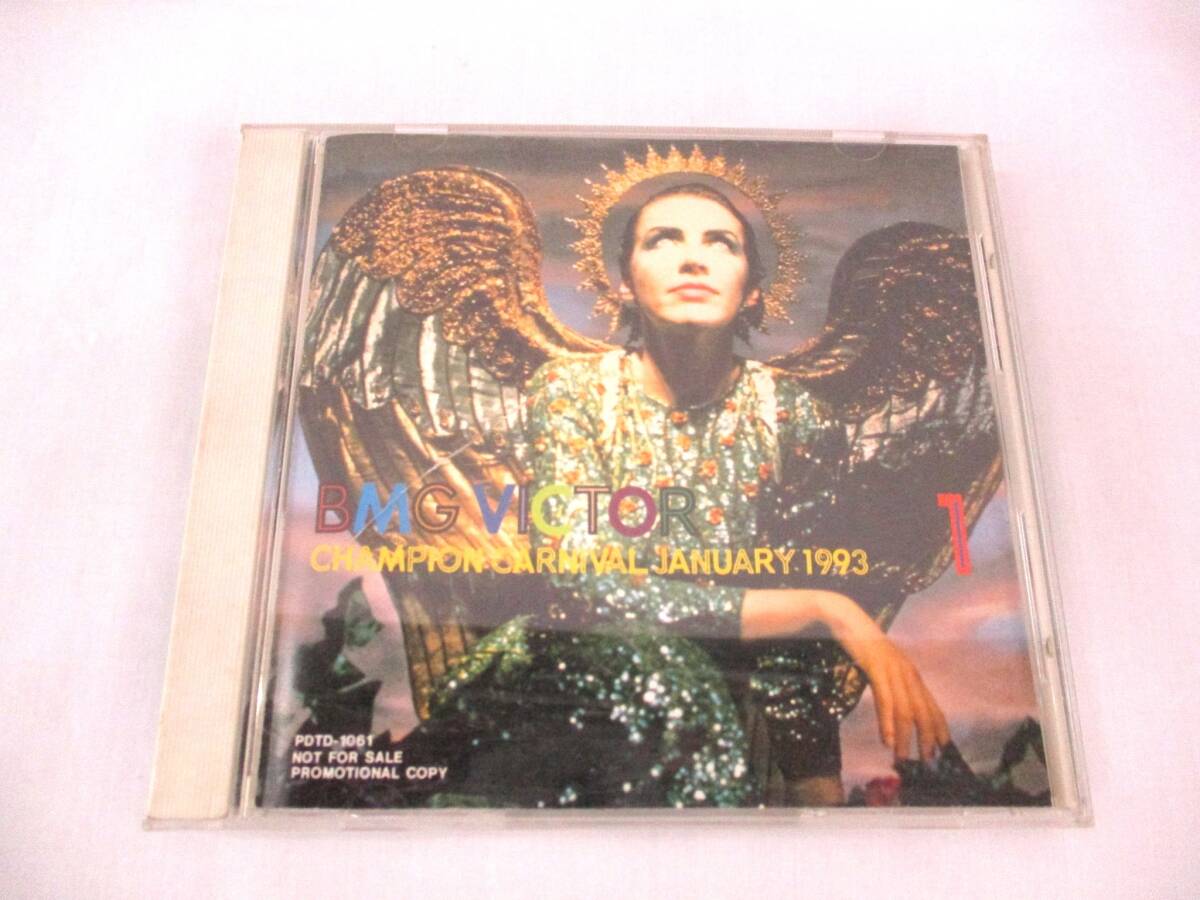 BMG VICTOR
CHAMPION CARNIVAL JANUARY 1993
1
PDTD-1061
NOT FOR SALE
PROMOTIONAL COPY